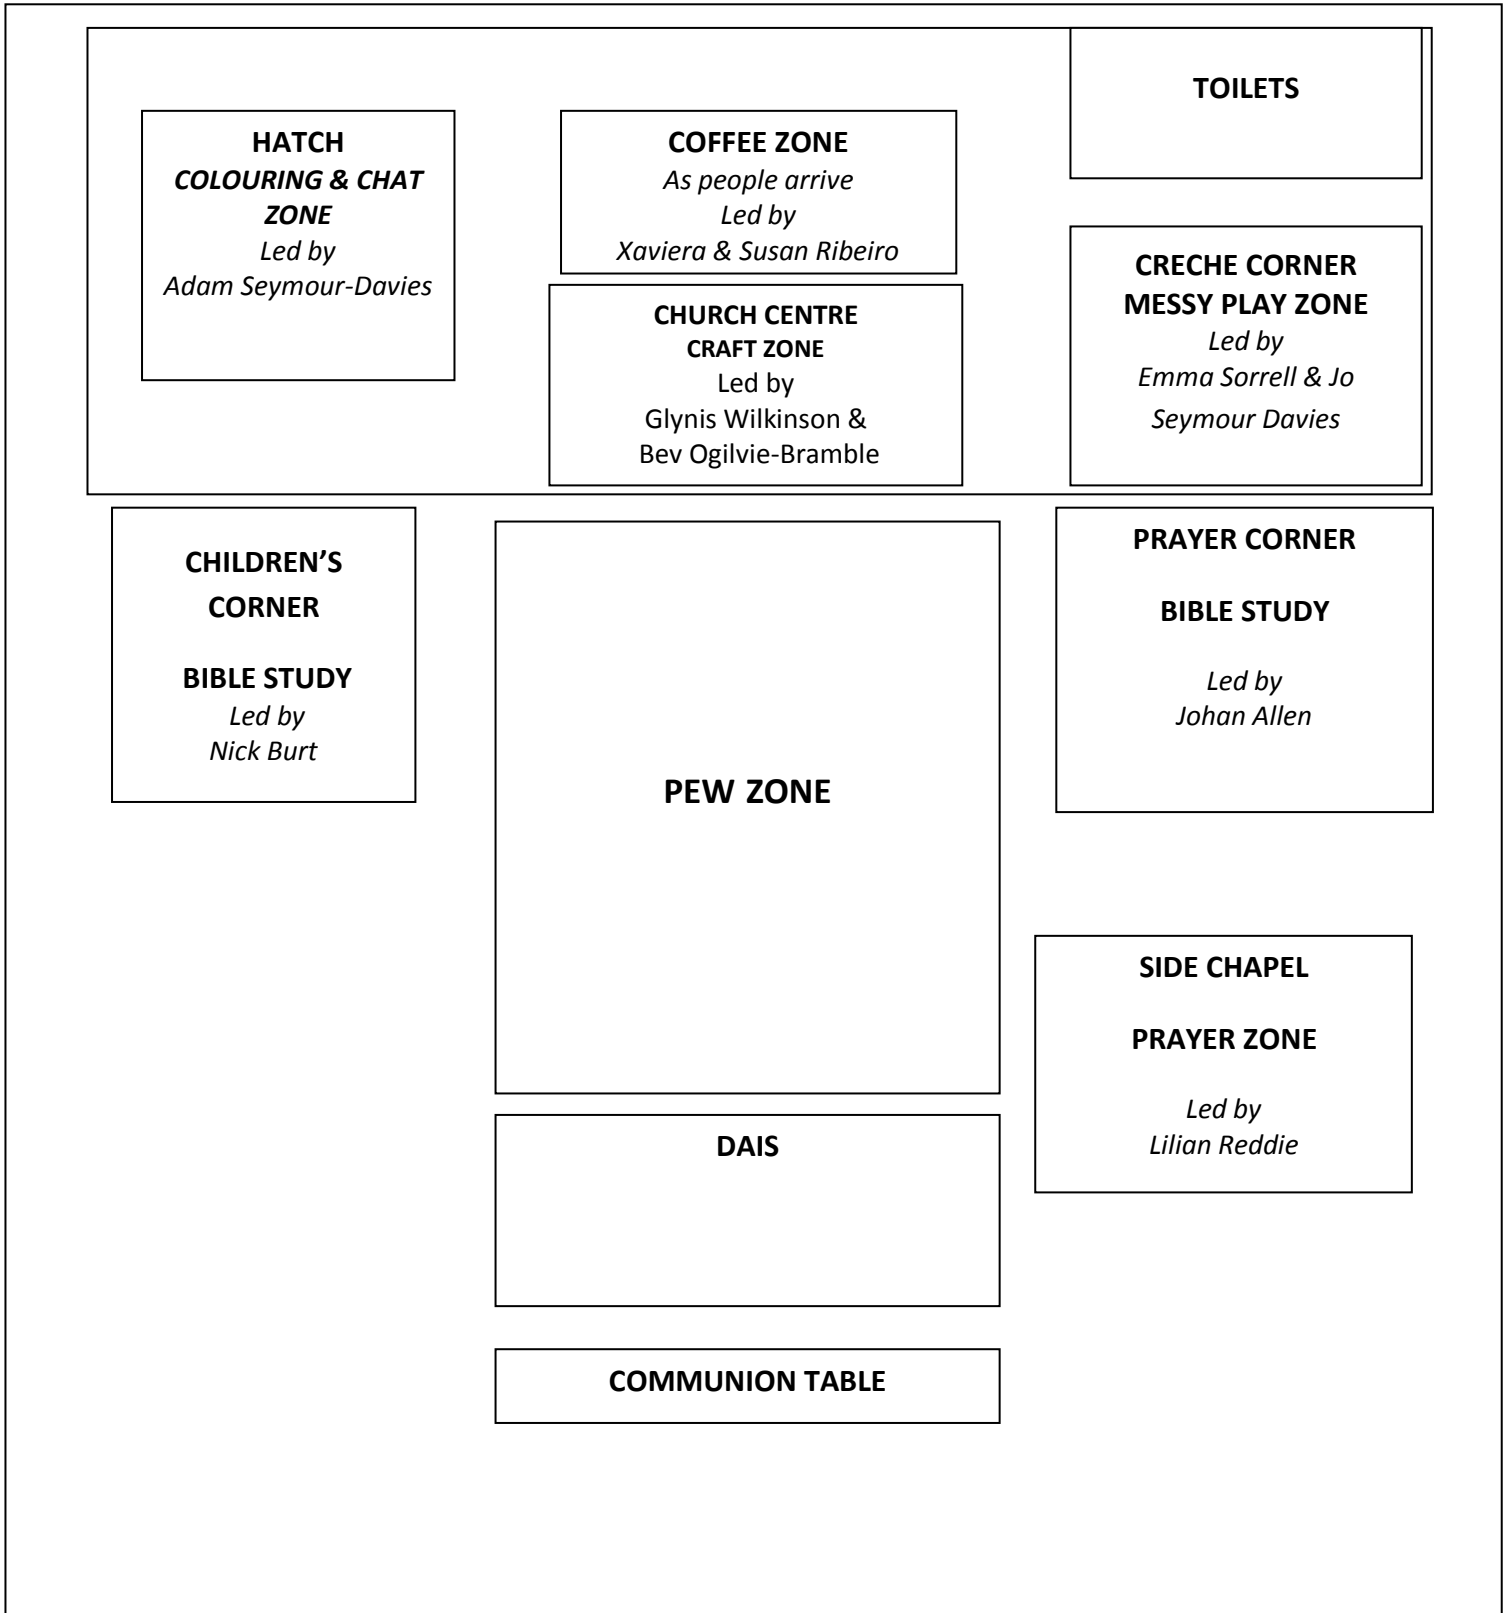 TOILETS
HATCH
COLOURING & CHAT
ZONE
Led by
Adam Seymour-Davies
COFFEE ZONE
As people arrive
Led by
Xaviera & Susan Ribeiro
CHURCH CENTRE
CRAFT ZONE
Led by
Glynis Wilkinson &
Bev Ogilvie-Bramble
CRECHE CORNER
MESSY PLAY ZONE
Led by
Emma Sorrell & Jo
Seymour Davies
CHILDREN’S
CORNER
BIBLE STUDY
Led by
Nick Burt
PEW ZONE
PRAYER CORNER
BIBLE STUDY
Led by
Johan Allen
SIDE CHAPEL
PRAYER ZONE
Led by
Lilian Reddie
DAIS
COMMUNION TABLE